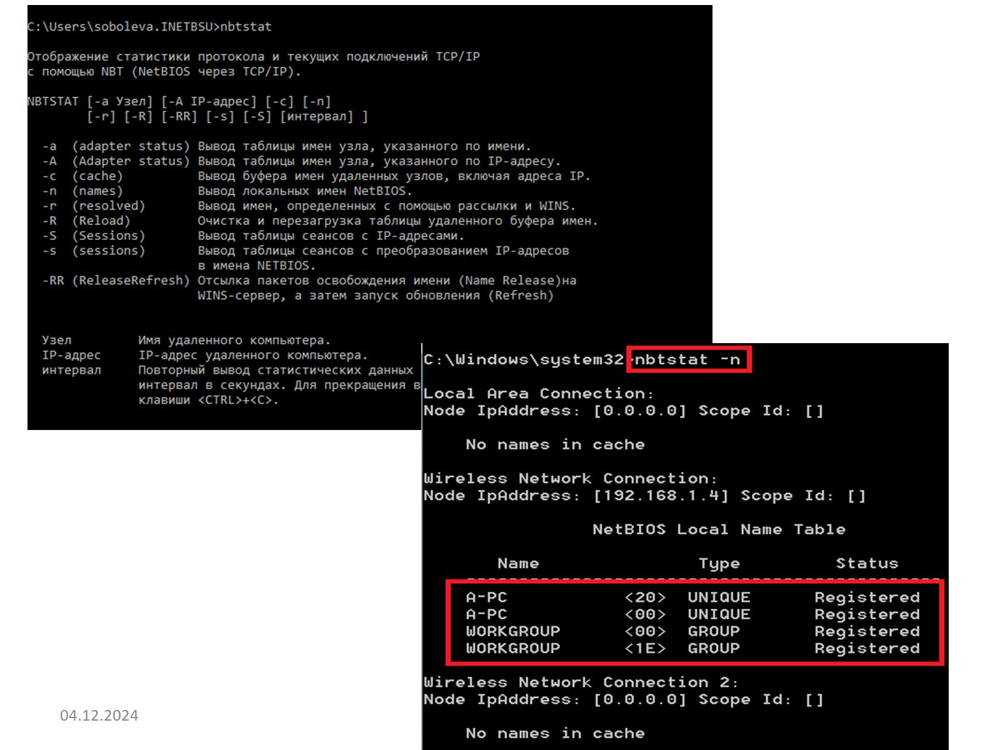 C:\Users\soboleva.INETBSU>nbtstat
Отображение статистики протокола и текущих подключений TCP/IP
с помощью NBT (NetBIOS через TCP/IP).
NBTSTAT [-a Узел] [-A IP-адрес] [-c] [-n]
[-r] [-R] [-RR] [-s] [-S] [интервал] ]
-a (adapter status) Вывод таблицы имен узла, указанного по имени.
-A (Adapter status) Вывод таблицы имен узла, указанного по IP-адресу.
-c (cache) Вывод буфера имен удаленных узлов, включая адреса IP.
-n (names) Вывод локальных имен NetBIOS.
-r (resolved) Вывод имен, определенных с помощью рассылки и WINS.
-R (Reload) Очистка и перезагрузка таблицы удаленного буфера имен.
-S (Sessions) Вывод таблицы сеансов с IP-адресами.
-s (sessions) Вывод таблицы сеансов с преобразованием IP-адресов
в имена NETBIOS.
-RR (ReleaseRefresh) Отсылка пакетов освобождения имени (Name Release)на
WINS-сервер, а затем запуск обновления (Refresh)
Узел Имя удаленного компьютера.
IP-адрес IP-адрес удаленного компьютера.
интервал Повторный вывод статистических данных
интервал в секундах. Для прекращения в
клавиши <CTRL>+<C>.
C:\Windows\system32>nbtstat -n
Local Area Connection:
Node IpAddress: [0.0.0.0] Scope Id: []
No names in cache
Wireless Network Connection:
Node IpAddress: [192.168.1.4] Scope Id: []
NetBIOS Local Name Table
Name Type Status
---------------------------------------------
A-PC <20> UNIQUE Registered
A-PC <00> UNIQUE Registered
WORKGROUP <00> GROUP Registered
WORKGROUP <1E> GROUP Registered
Wireless Network Connection 2:
Node IpAddress: [0.0.0.0] Scope Id: []
No names in cache
04.12.2024